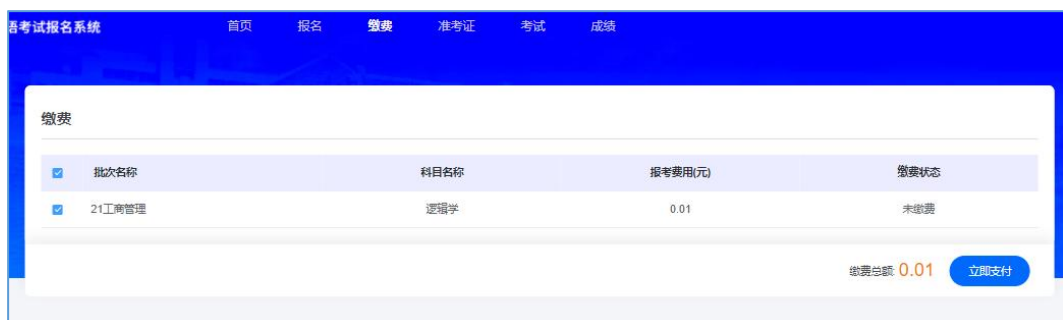 语考试报名系统 首页 报名 缴费 准考证 考试 成绩
缴费
批次名称 科目名称 报考费用(元) 缴费状态
21工商管理 逻辑学 0.01 未缴费
缴费总额: 0.01 立即支付